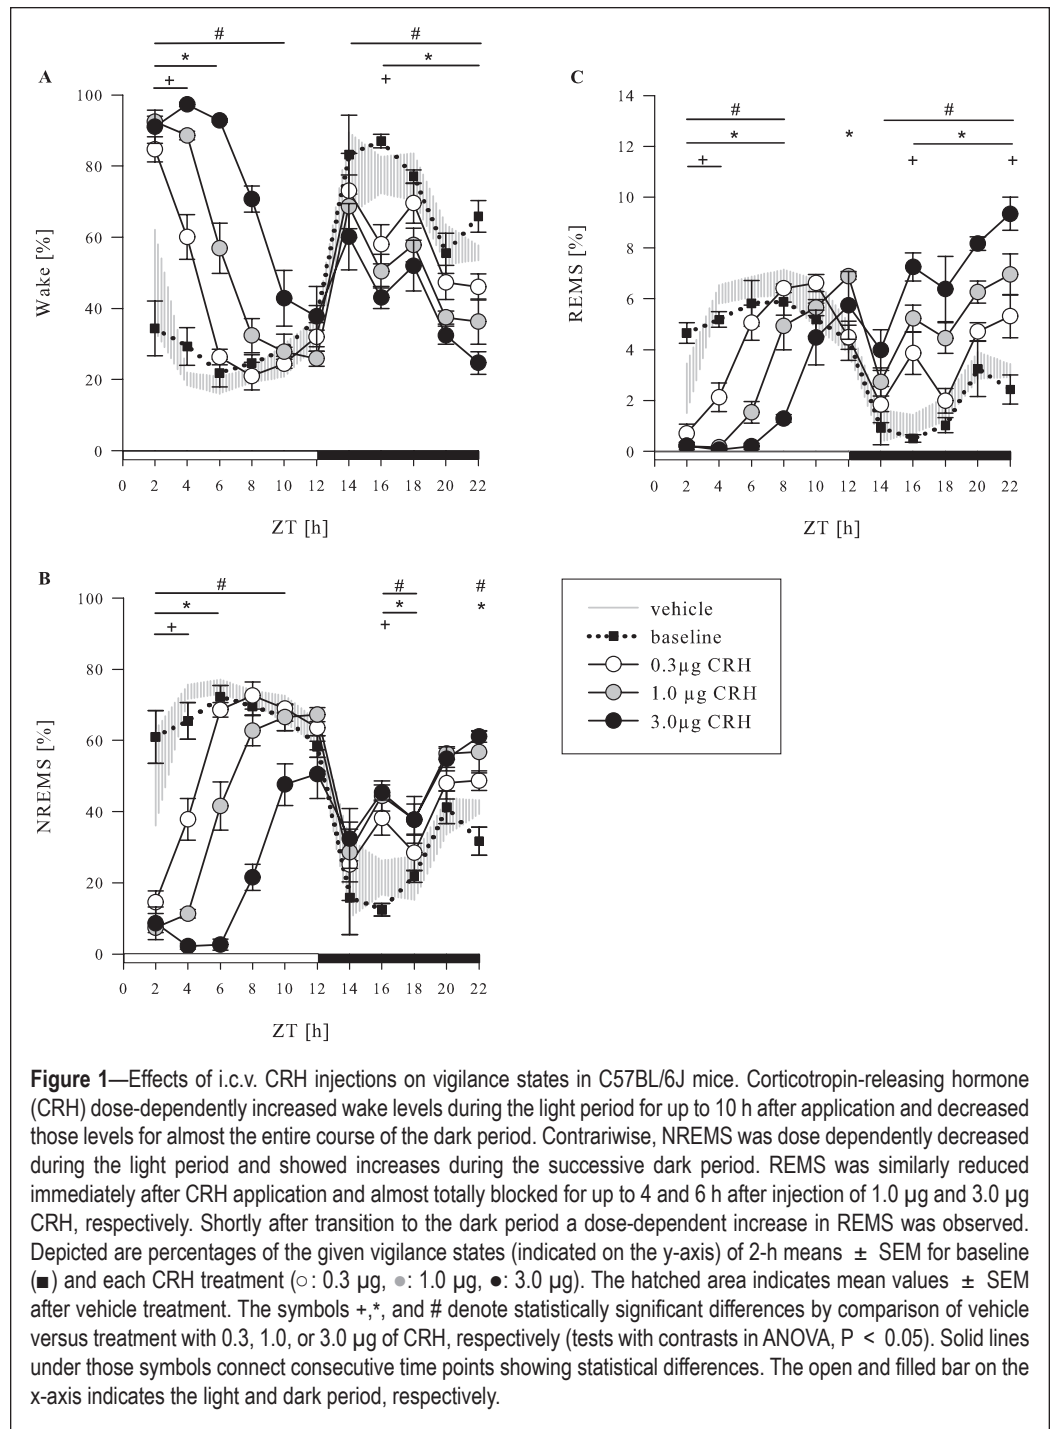 # #
* *
A + +
100
80
60
40
20
0
Wake [%]
0 2 4 6 8 10 12 14 16 18 20 22
ZT [h]
C
# #
* * *
+ + +
14
12
10
8
6
4
2
0
REMS [%]
0 2 4 6 8 10 12 14 16 18 20 22
ZT [h]
B
# # #
* * *
+ +
100
80
60
40
20
0
NREMS [%]
0 2 4 6 8 10 12 14 16 18 20 22
ZT [h]
vehicle
baseline
0.3µg CRH
1.0 µg CRH
3.0µg CRH
Figure 1—Effects of i.c.v. CRH injections on vigilance states in C57BL/6J mice. Corticotropin-releasing hormone
(CRH) dose-dependently increased wake levels during the light period for up to 10 h after application and decreased
those levels for almost the entire course of the dark period. Contrariwise, NREMS was dose dependently decreased
during the light period and showed increases during the successive dark period. REMS was similarly reduced
immediately after CRH application and almost totally blocked for up to 4 and 6 h after injection of 1.0 µg and 3.0 µg
CRH, respectively. Shortly after transition to the dark period a dose-dependent increase in REMS was observed.
Depicted are percentages of the given vigilance states (indicated on the y-axis) of 2-h means ± SEM for baseline
(■) and each CRH treatment (○: 0.3 µg, ●: 1.0 µg, ●: 3.0 µg). The hatched area indicates mean values ± SEM
after vehicle treatment. The symbols +,*, and # denote statistically significant differences by comparison of vehicle
versus treatment with 0.3, 1.0, or 3.0 µg of CRH, respectively (tests with contrasts in ANOVA, P < 0.05). Solid lines
under those symbols connect consecutive time points showing statistical differences. The open and filled bar on the
x-axis indicates the light and dark period, respectively.